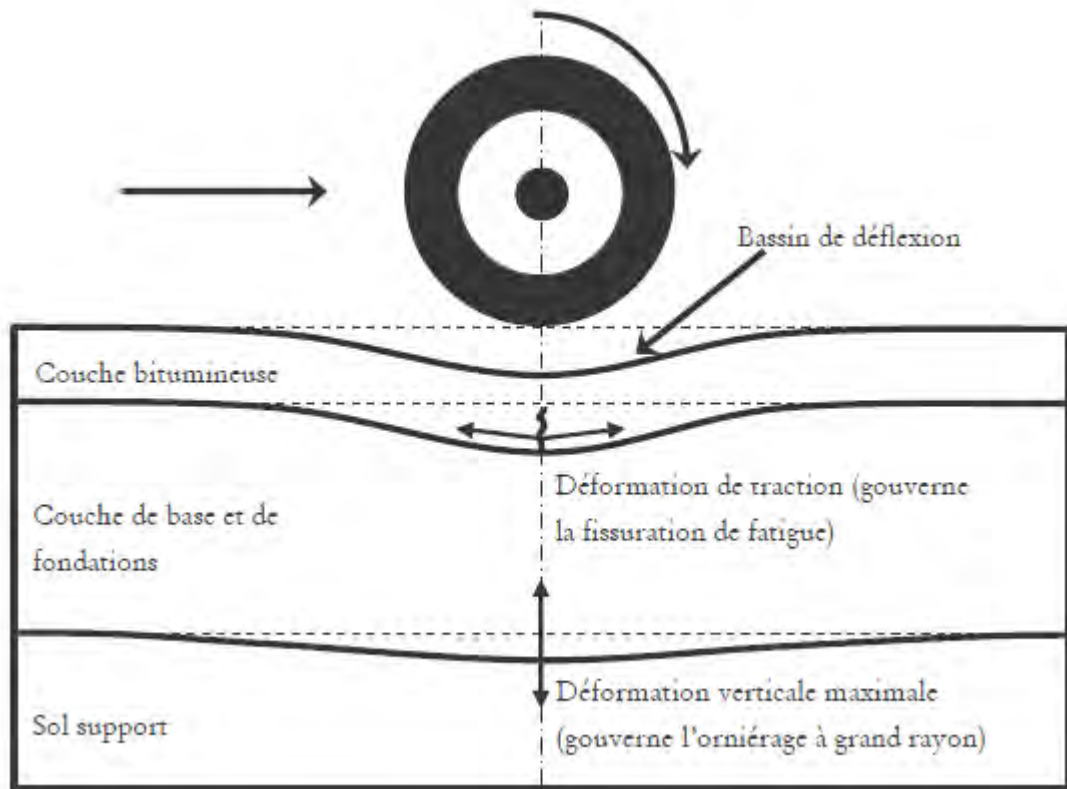 Bassin de déflexion
Couche bitumineuse
Déformation de traction (gouverne
la fissuration de fatigue)
Couche de base et de
fondations
Déformation verticale maximale
(gouverne l'orniérage à grand rayon)
Sol support